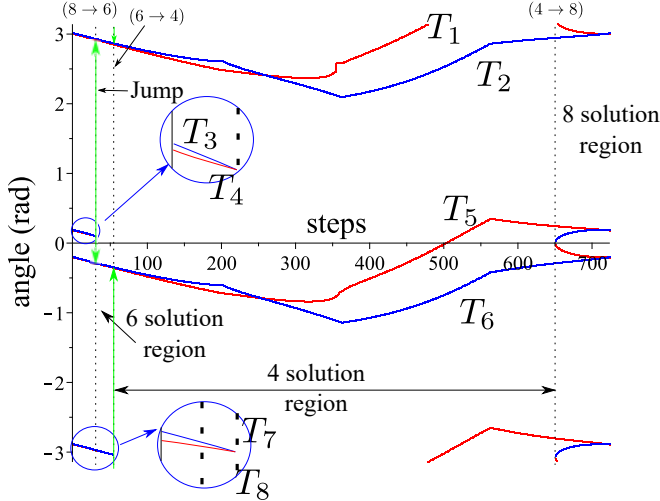 (8 → 6)
(6 → 4)
(4 → 8)
T1
T2
Jump
8 solution
region
T3
T4
T5
steps
angle (rad)
3
2
1
0
-1
-2
-3
100
200
300
400
500
600
700
T6
6 solution
region
4 solution
region
T7
T8